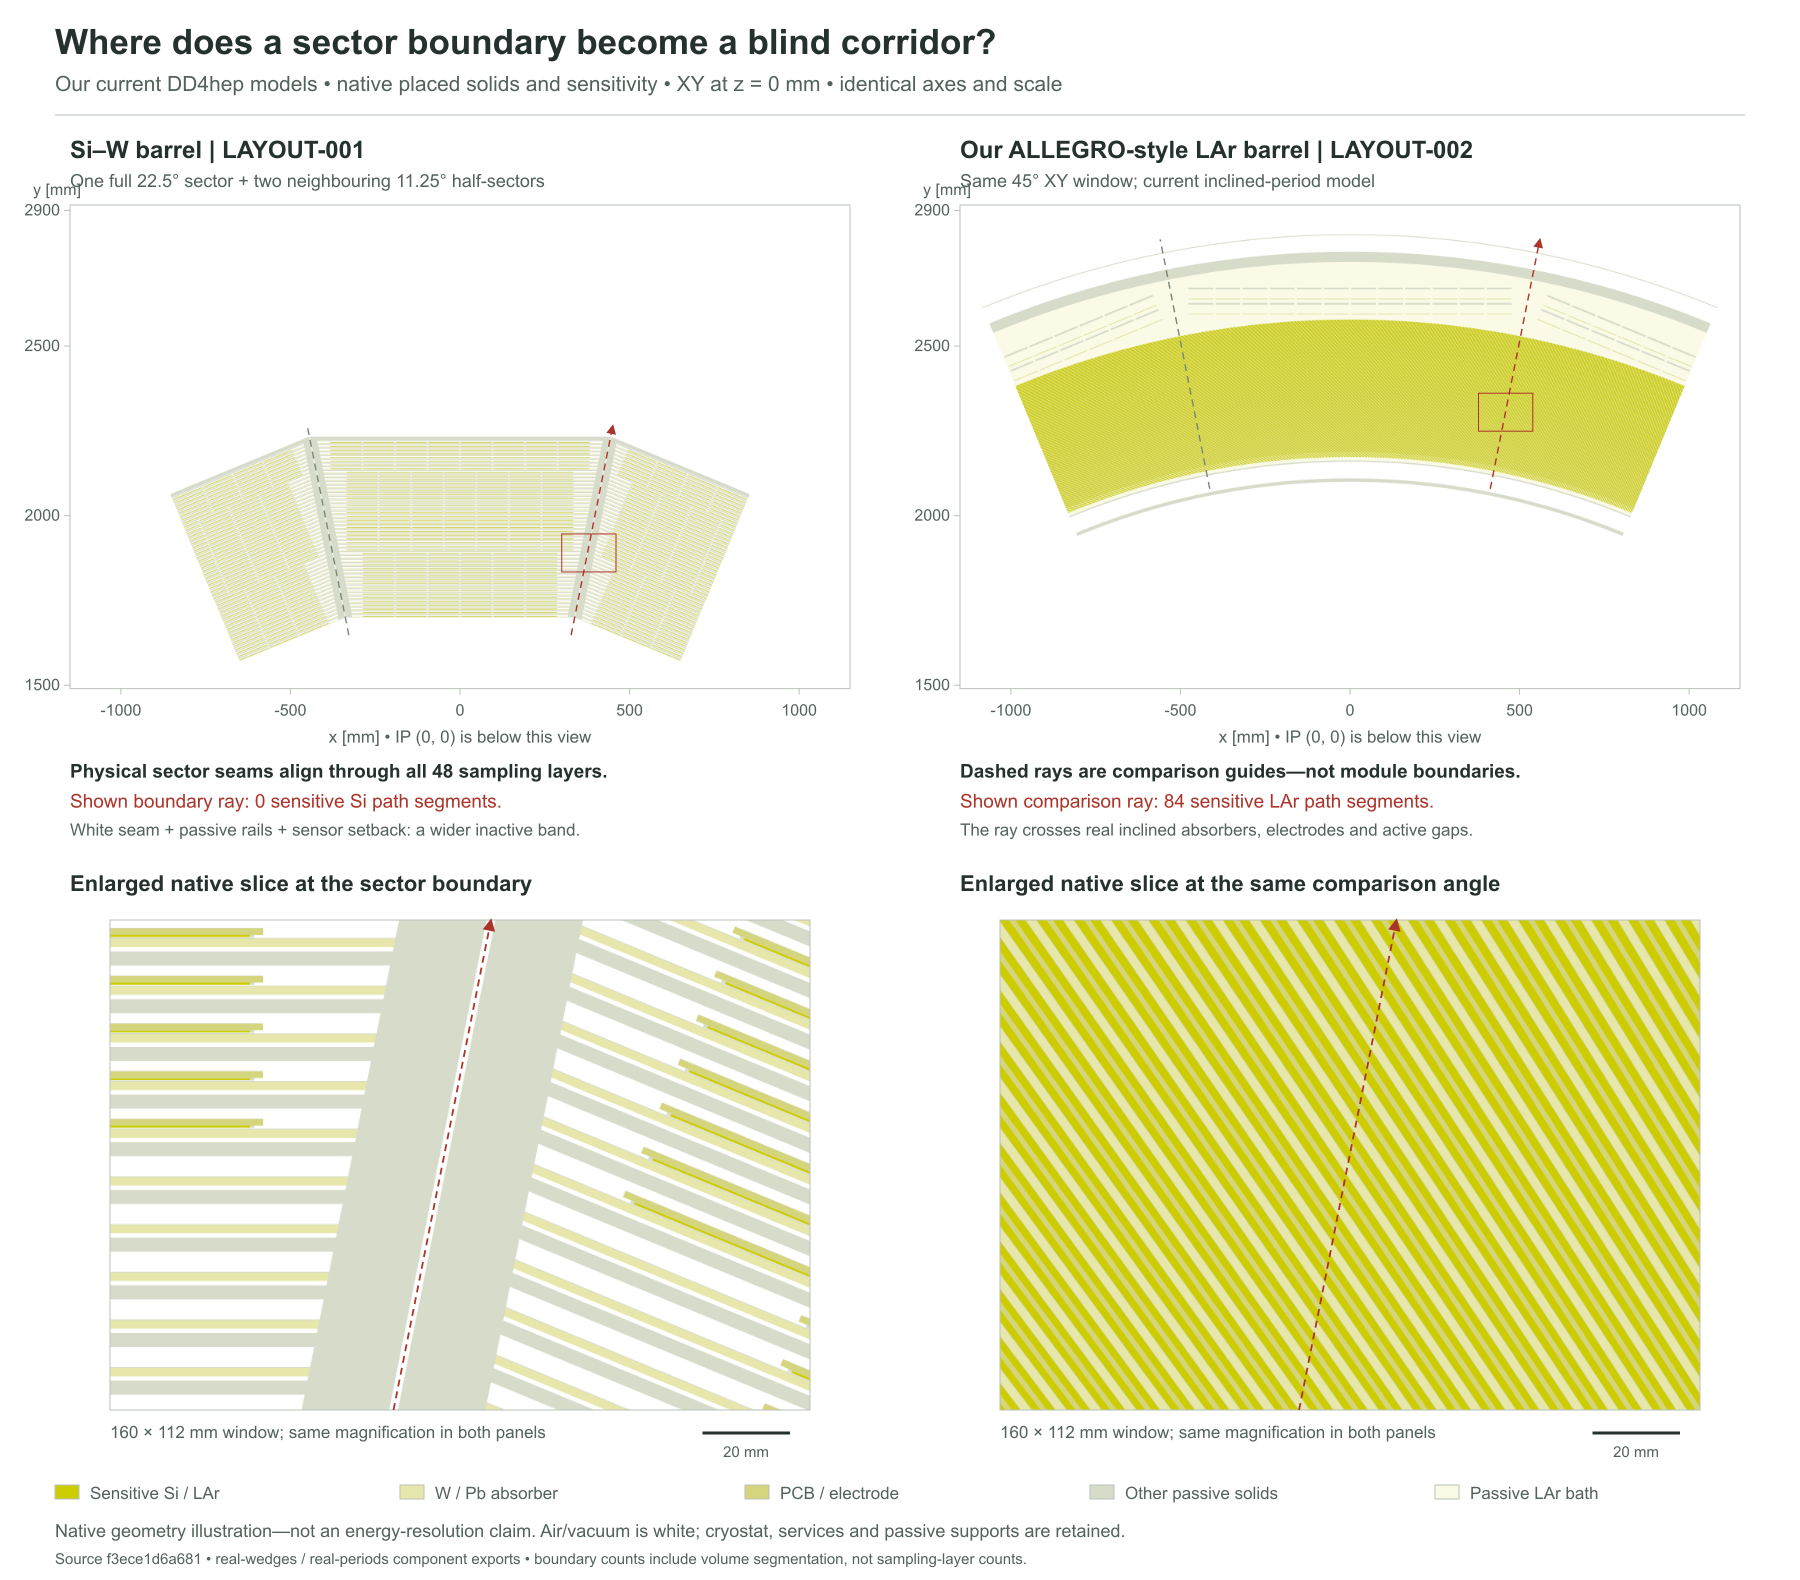 Where does a sector boundary become a blind corridor?
Our current DD4hep models • native placed solids and sensitivity • XY at z = 0 mm • identical axes and scale
Si–W barrel | LAYOUT-001
One full 22.5° sector + two neighbouring 11.25° half-sectors
y [mm]
2900
2500
2000
1500
-1000
-500
0
500
1000
x [mm] • IP (0, 0) is below this view
Physical sector seams align through all 48 sampling layers.
Shown boundary ray: 0 sensitive Si path segments.
White seam + passive rails + sensor setback: a wider inactive band.
Our ALLEGRO-style LAr barrel | LAYOUT-002
Same 45° XY window; current inclined-period model
y [mm]
2900
2500
2000
1500
-1000
-500
0
500
1000
x [mm] • IP (0, 0) is below this view
Dashed rays are comparison guides—not module boundaries.
Shown comparison ray: 84 sensitive LAr path segments.
The ray crosses real inclined absorbers, electrodes and active gaps.
Enlarged native slice at the sector boundary
160 × 112 mm window; same magnification in both panels
20 mm
Enlarged native slice at the same comparison angle
160 × 112 mm window; same magnification in both panels
20 mm
Sensitive Si / LAr
W / Pb absorber
PCB / electrode
Other passive solids
Passive LAr bath
Native geometry illustration—not an energy-resolution claim. Air/vacuum is white; cryostat, services and passive supports are retained.
Source f3ece1d6a681 • real-wedges / real-periods component exports • boundary counts include volume segmentation, not sampling-layer counts.